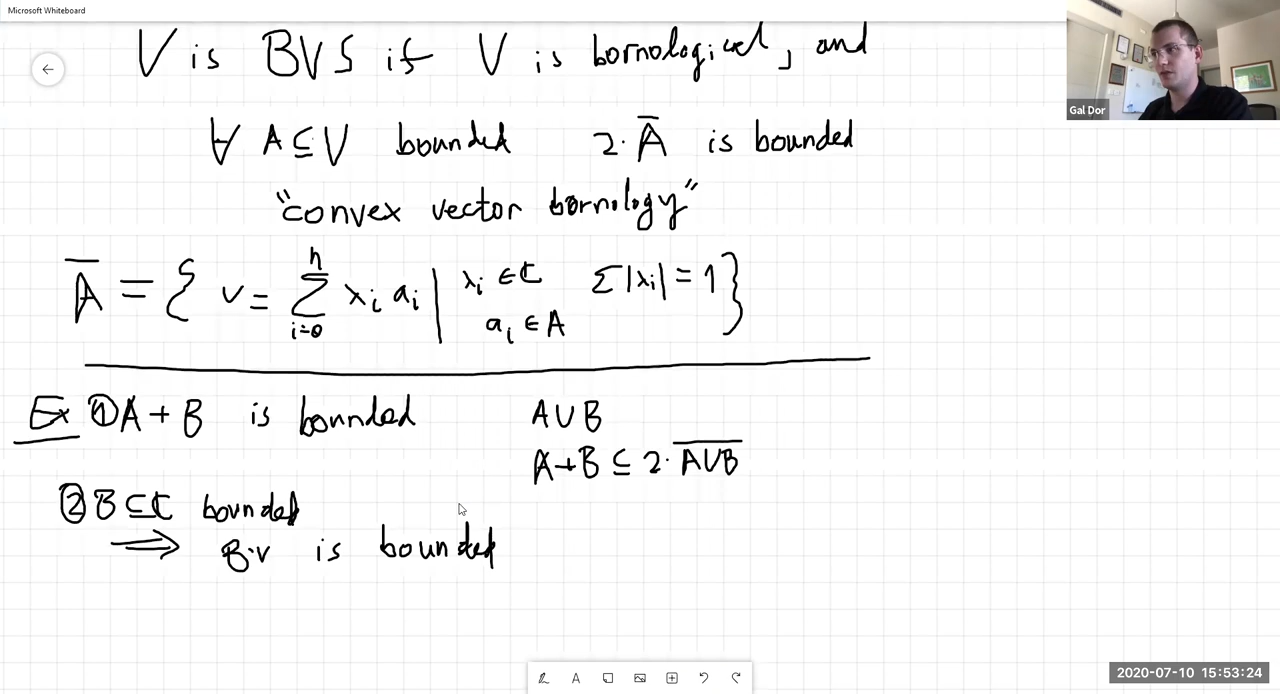 Microsoft Whiteboard
V is BVS if V is bornological, and
∀ A⊆V bounded 2·A̅ is bounded
"convex vector bornology"
A̅ = { v = ∑_{i=0}^{n} λ_i a_i | λ_i ∈ ℂ Σ|λ_i| = 1 }
a_i ∈ A
Ex ① A + B is bounded A∪B
A+B ⊆ 2·\overline{A∪B}
② B⊆ℂ bounded
⟹ B·v is bounded
Gal Dor
A
2020-07-10 15:53:24